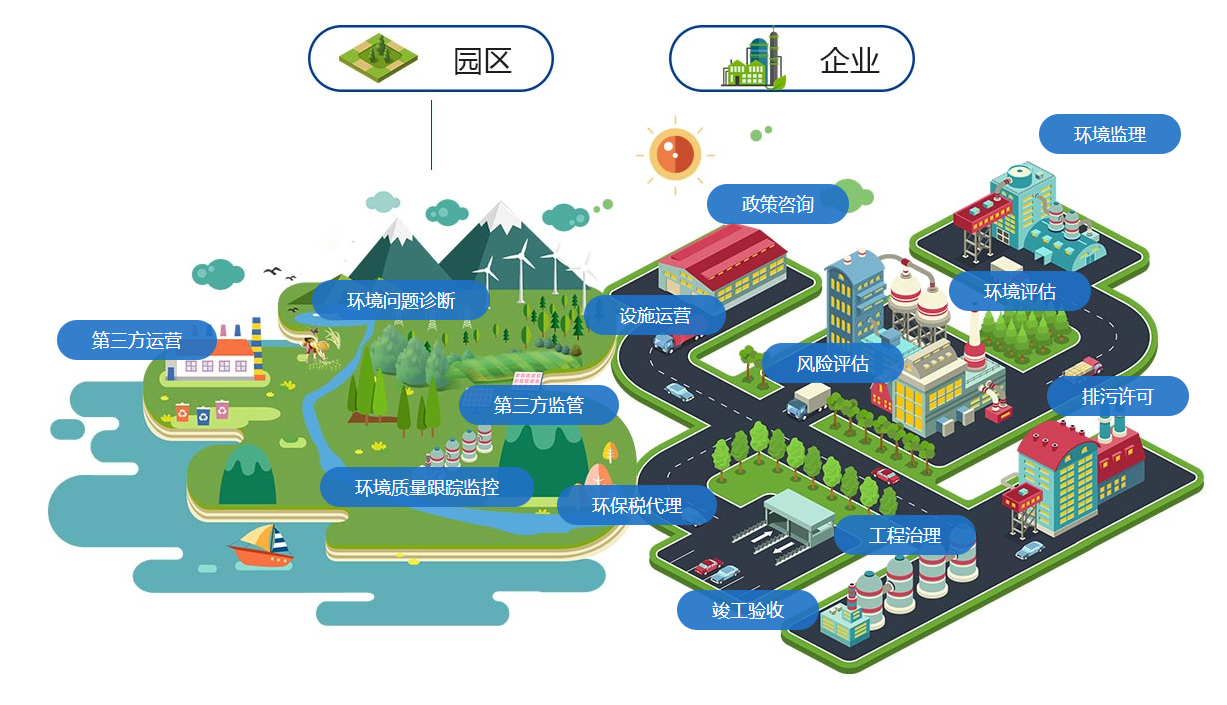 园区
企业
环境监理
政策咨询
环境评估
环境问题诊断
设施运营
第三方运营
风险评估
排污许可
第三方监管
环境质量跟踪监控
环保税代理
工程治理
竣工验收